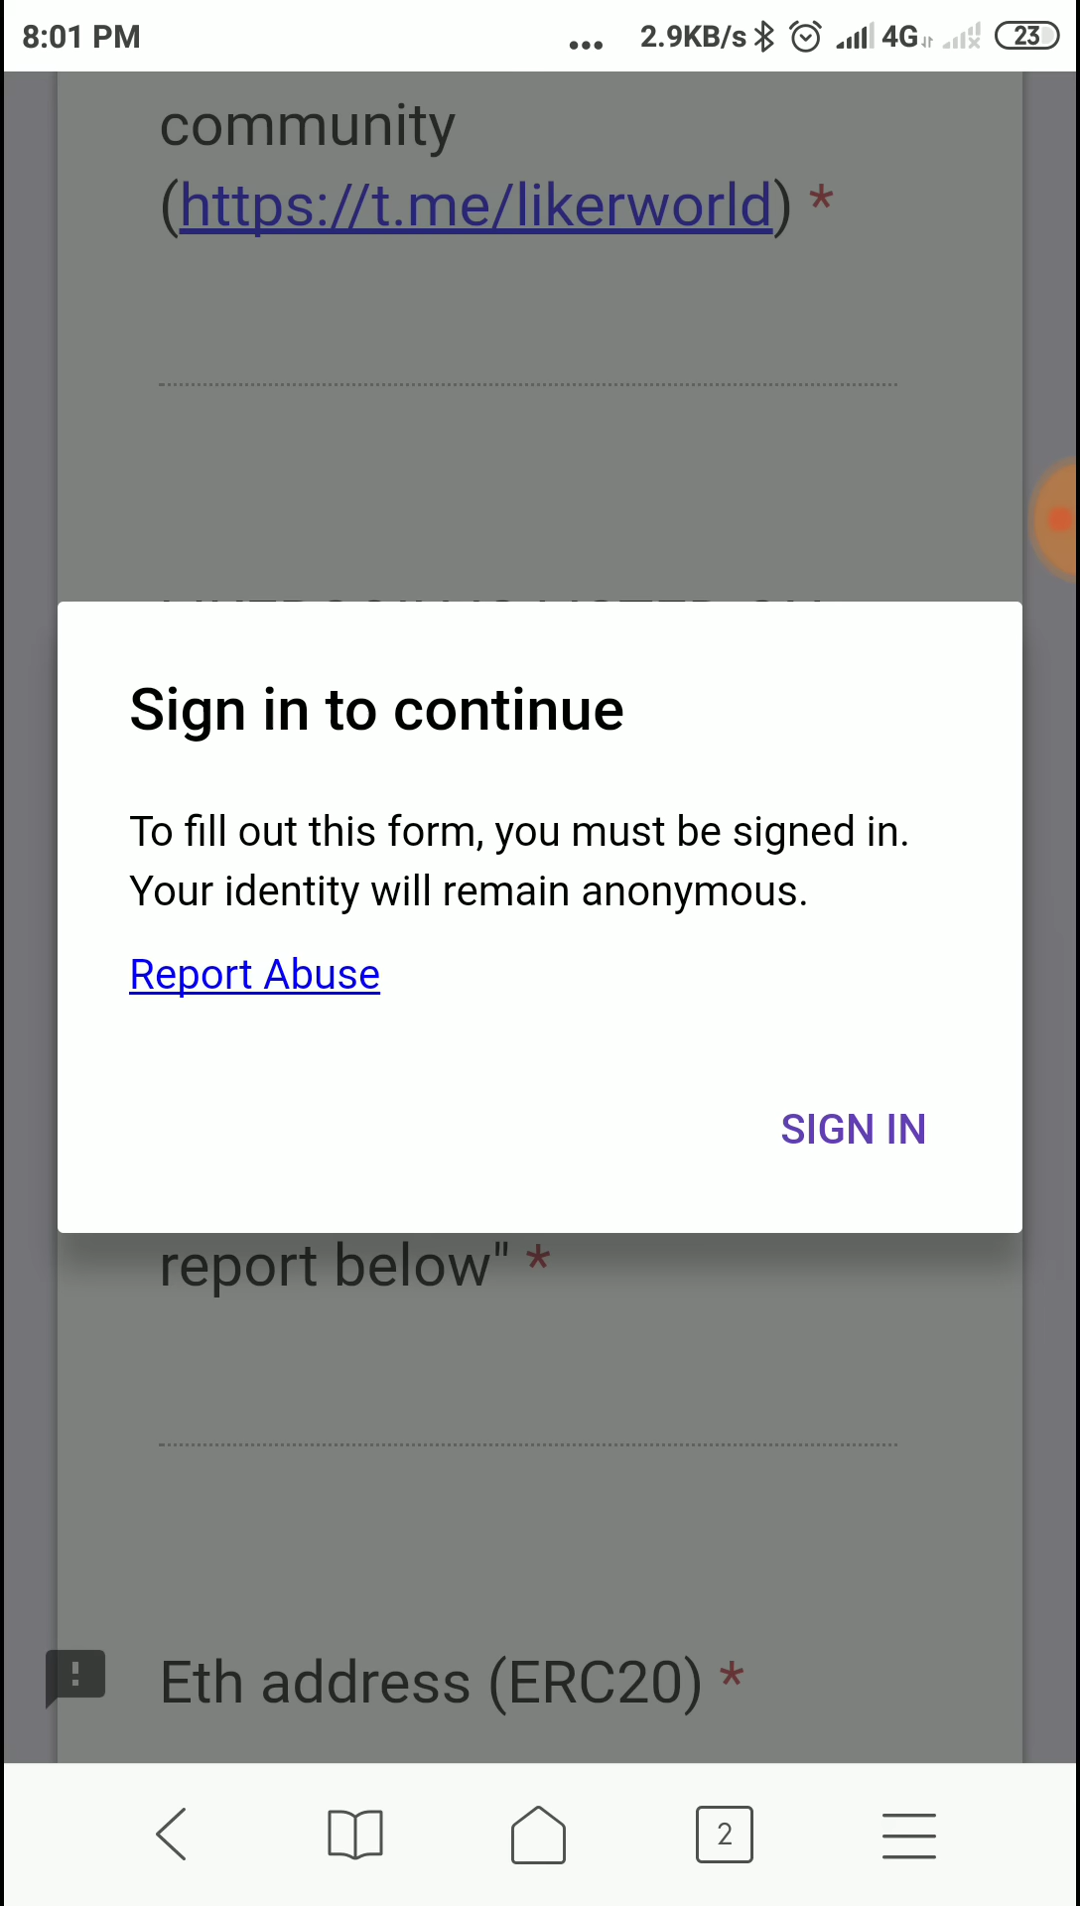 8:01 PM
... 2.9KB/s 4G 23
community
(https://t.me/likerworld) *
Sign in to continue
To fill out this form, you must be signed in.
Your identity will remain anonymous.
Report Abuse
SIGN IN
report below" *
Eth address (ERC20) *
2